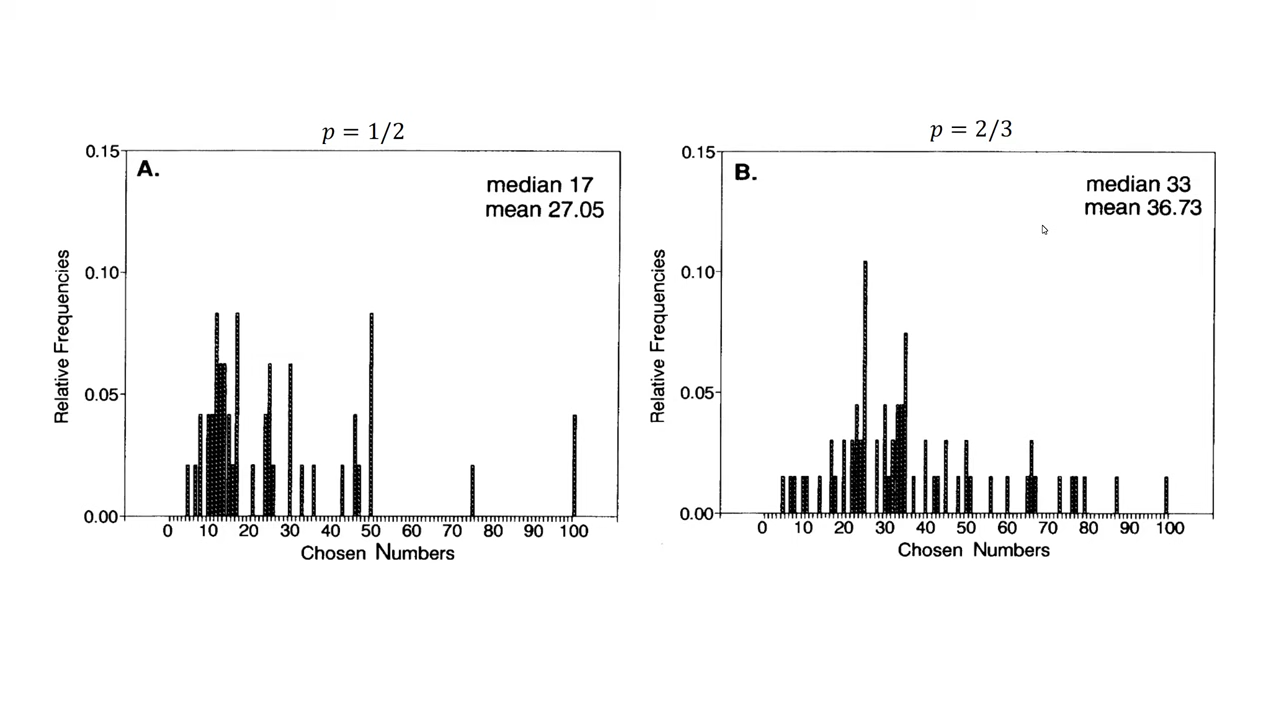 p = 1/2
A.
median 17
mean 27.05
Relative Frequencies
0.15
0.10
0.05
0.00
0 10 20 30 40 50 60 70 80 90 100
Chosen Numbers
p = 2/3
B.
median 33
mean 36.73
Relative Frequencies
0.15
0.10
0.05
0.00
0 10 20 30 40 50 60 70 80 90 100
Chosen Numbers